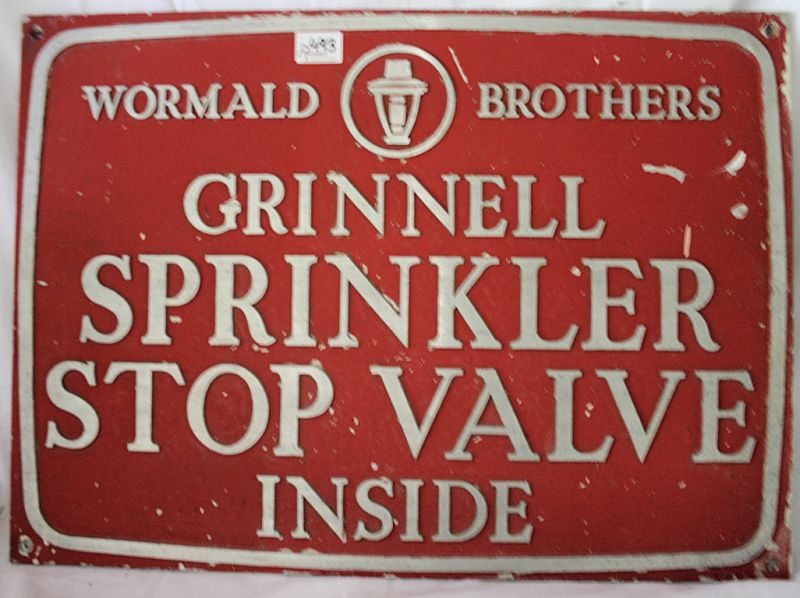 WORMALD BROTHERS
GRINNELL
SPRINKLER
STOP VALVE
INSIDE